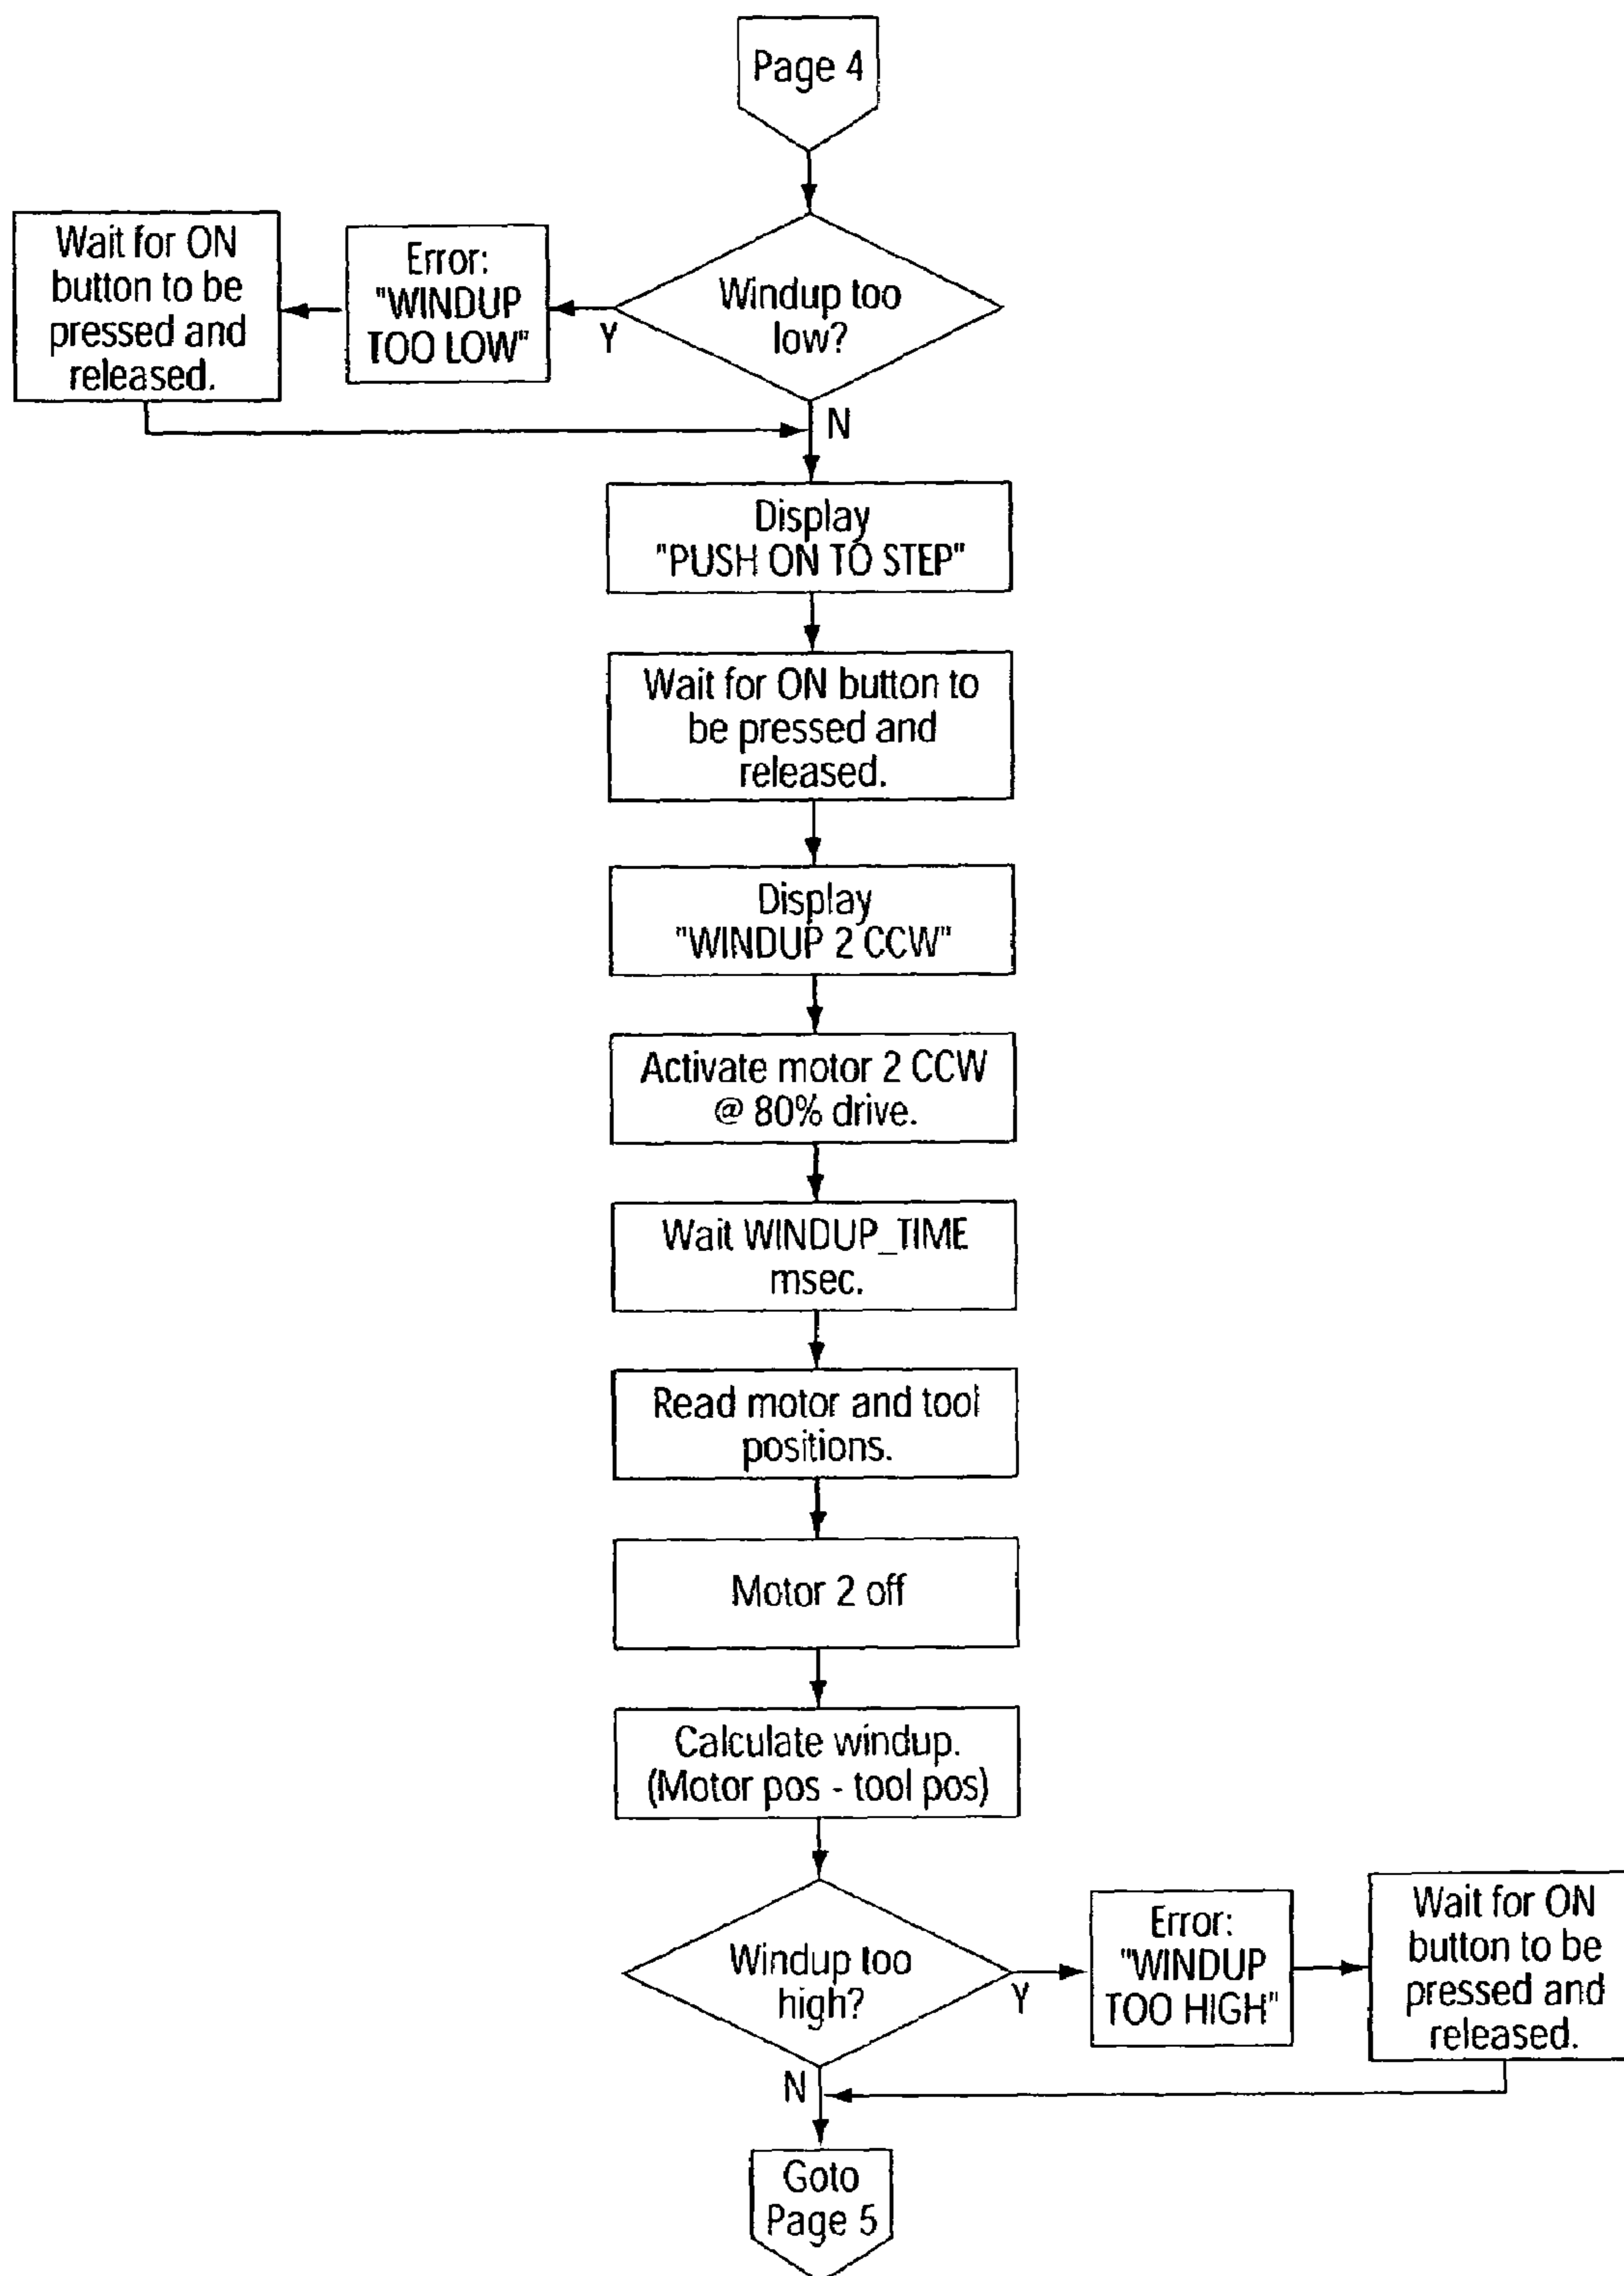 Page 4
Windup too
low?
Y
Error:
"WINDUP
TOO LOW"
Wait for ON
button to be
pressed and
released.
N
Display
"PUSH ON TO STEP"
Wait for ON button to
be pressed and
released.
Display
"WINDUP 2 CCW"
Activate motor 2 CCW
@ 80% drive.
Wait WINDUP_TIME
msec.
Read motor and tool
positions.
Motor 2 off
Calculate windup.
(Motor pos - tool pos)
Windup too
high?
Y
Error:
"WINDUP
TOO HIGH"
Wait for ON
button to be
pressed and
released.
N
Goto
Page 5